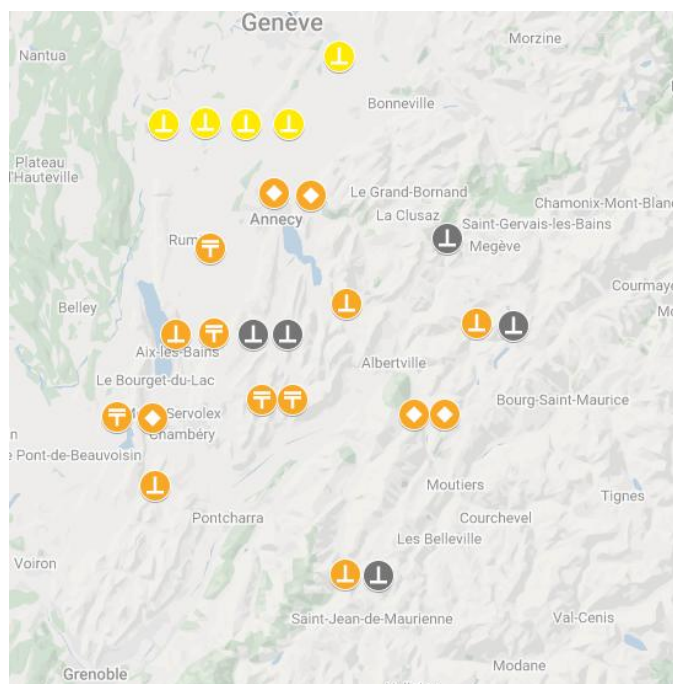 Genève
Nantua
Morzine
Bonneville
Plateau
d'Hauteville
Le Grand-Bornand
Chamonix-Mont-Blanc
Annecy
La Clusaz
Saint-Gervais-les-Bains
Rum
Megève
Courmaye
Belley
Aix-les-Bains
Albertville
Le Bourget-du-Lac
Bourg-Saint-Maurice
Servolex
Chambéry
e Pont-de-Beauvoisin
Moutiers
Tignes
Pontcharra
Courchevel
Les Belleville
Voiron
Saint-Jean-de-Maurienne
Val-Cenis
Modane
Grenoble